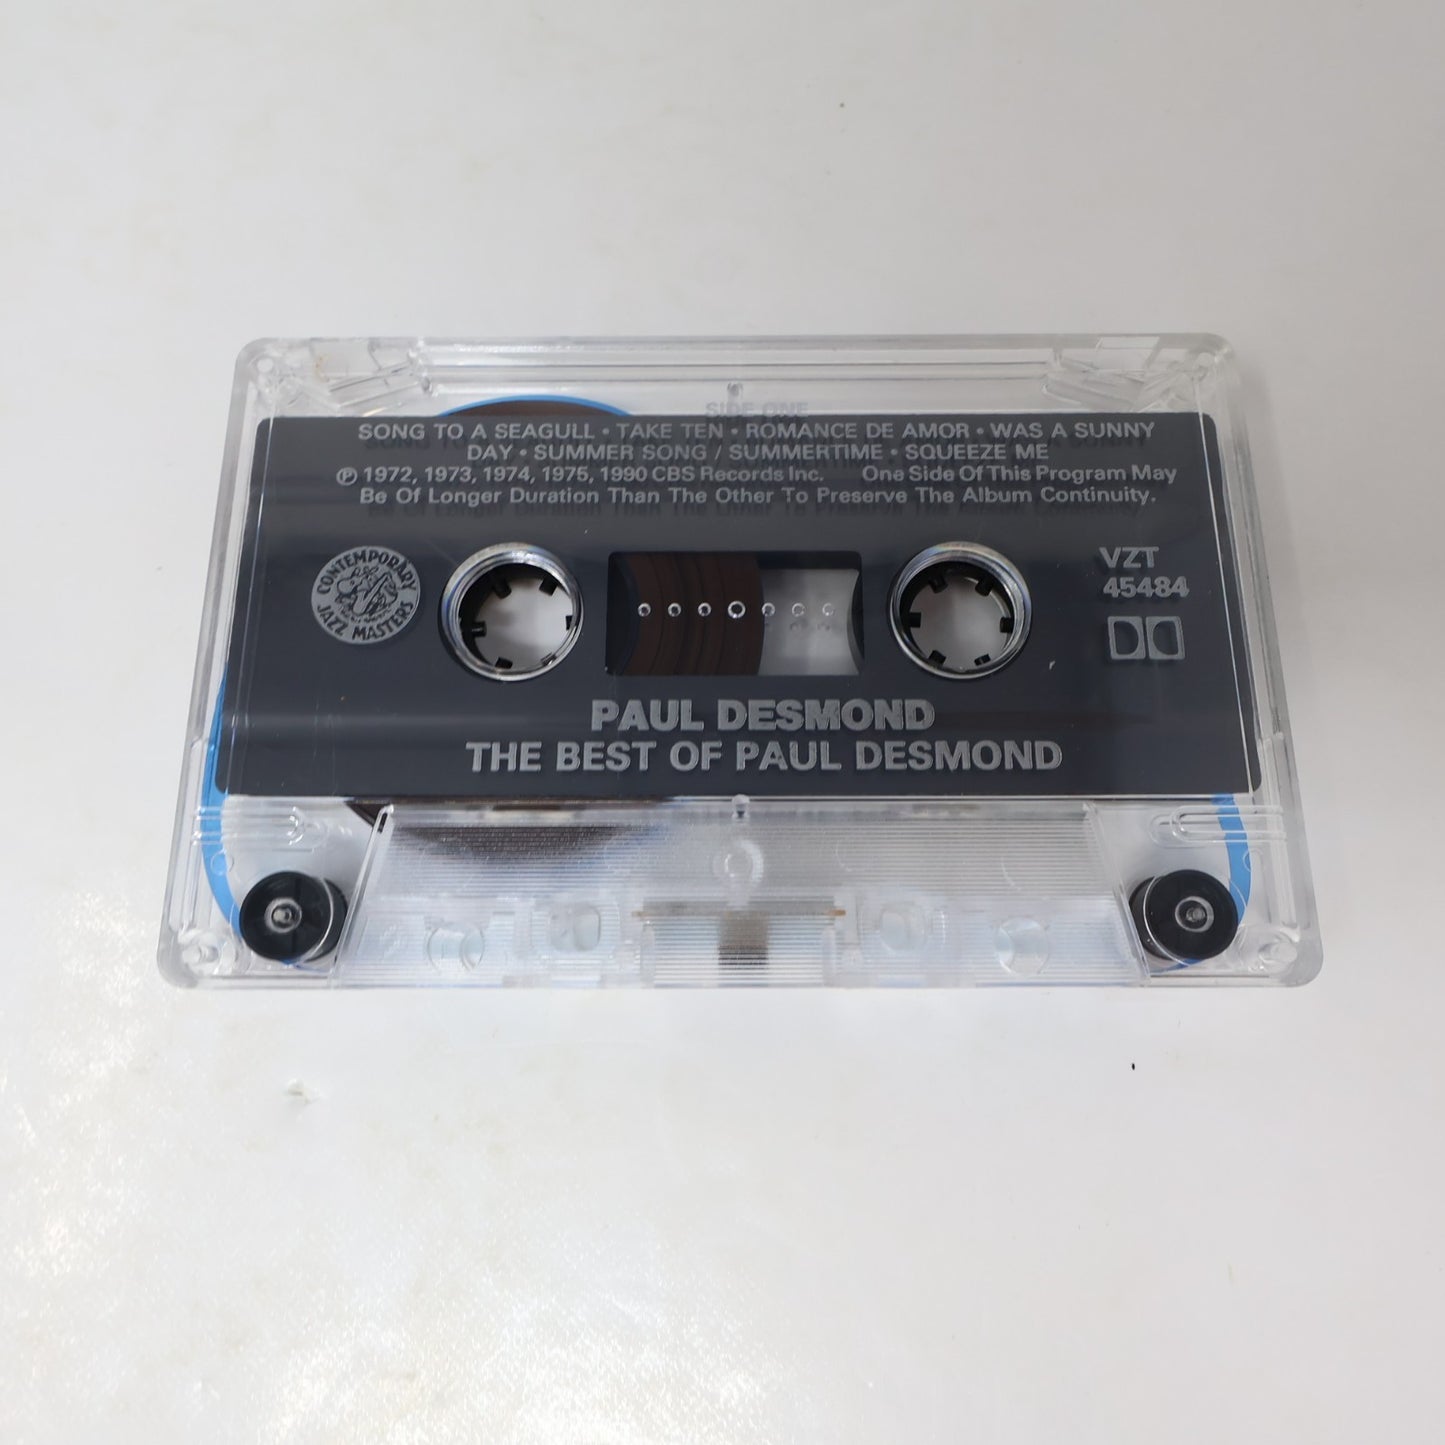 SIDE ONE
SONG TO A SEAGULL • TAKE TEN • ROMANCE DE AMOR • WAS A SUNNY
DAY • SUMMER SONG / SUMMERTIME • SQUEEZE ME
℗ 1972, 1973, 1974, 1975, 1990 CBS Records Inc. One Side Of This Program May
Be Of Longer Duration Than The Other To Preserve The Album Continuity.
CONTEMPORARY
JAZZ MASTERS
VZT
45484
PAUL DESMOND
THE BEST OF PAUL DESMOND